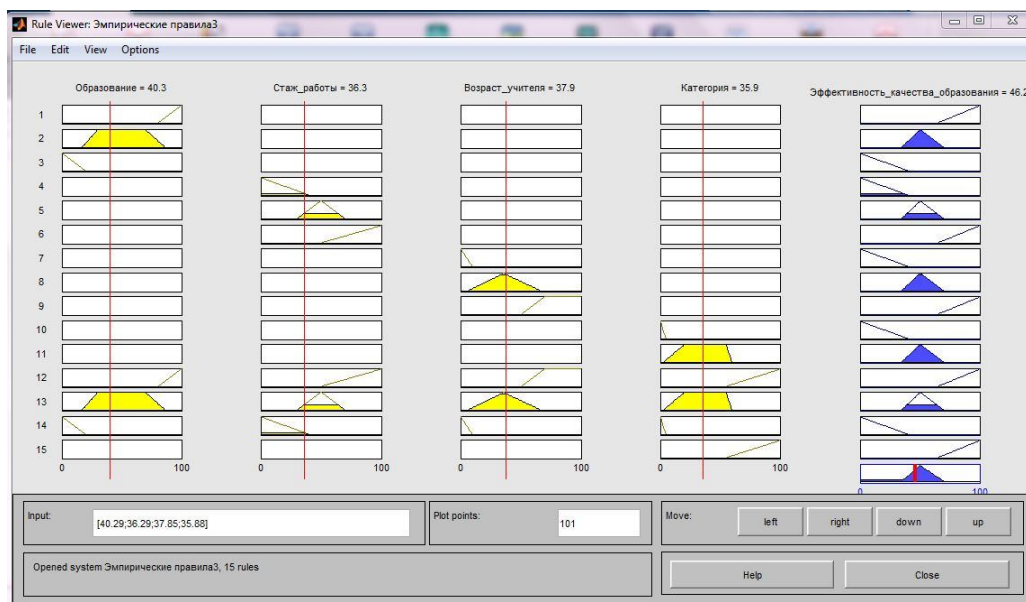 Rule Viewer: Эмпирические правила3
File Edit View Options
Образование = 40.3 Стаж_работы = 36.3 Возраст_учителя = 37.9 Категория = 35.9 Эффективность_качества_образования = 46.2
1
2
3
4
5
6
7
8
9
10
11
12
13
14
15
0 100 0 100 0 100 0 100
0 100
Input: [40.29;36.29;37.85;35.88] Plot points: 101 Move: left right down up
Opened system Эмпирические правила3, 15 rules Help Close